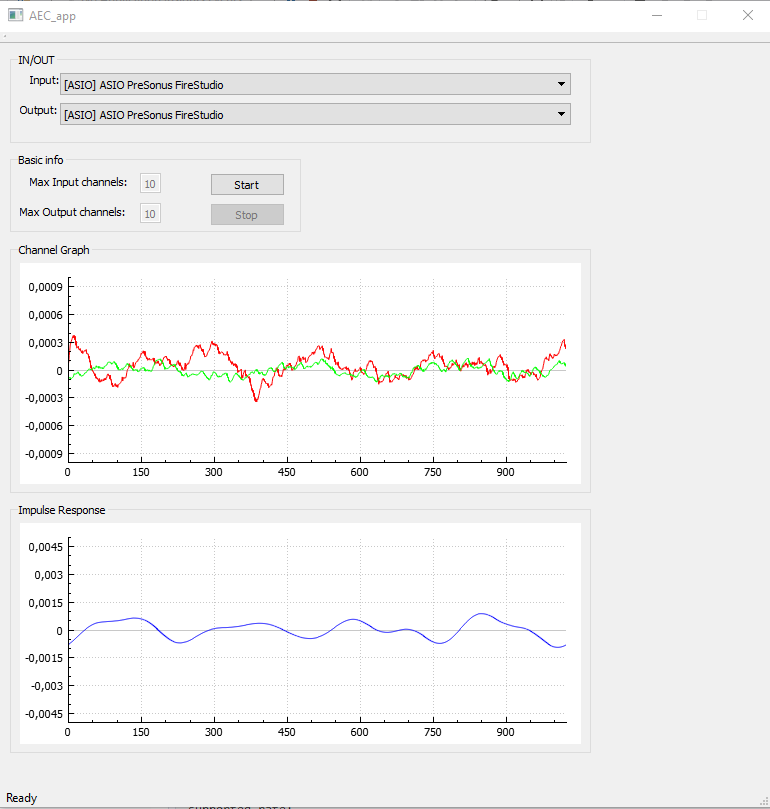 AEC_app
IN/OUT
Input: [ASIO] ASIO PreSonus FireStudio
Output: [ASIO] ASIO PreSonus FireStudio
Basic info
Max Input channels: 10 Start
Max Output channels: 10 Stop
Channel Graph
0,0009
0,0006
0,0003
0
-0,0003
-0,0006
-0,0009
0 150 300 450 600 750 900
Impulse Response
0,0045
0,003
0,0015
0
-0,0015
-0,003
-0,0045
0 150 300 450 600 750 900
Ready